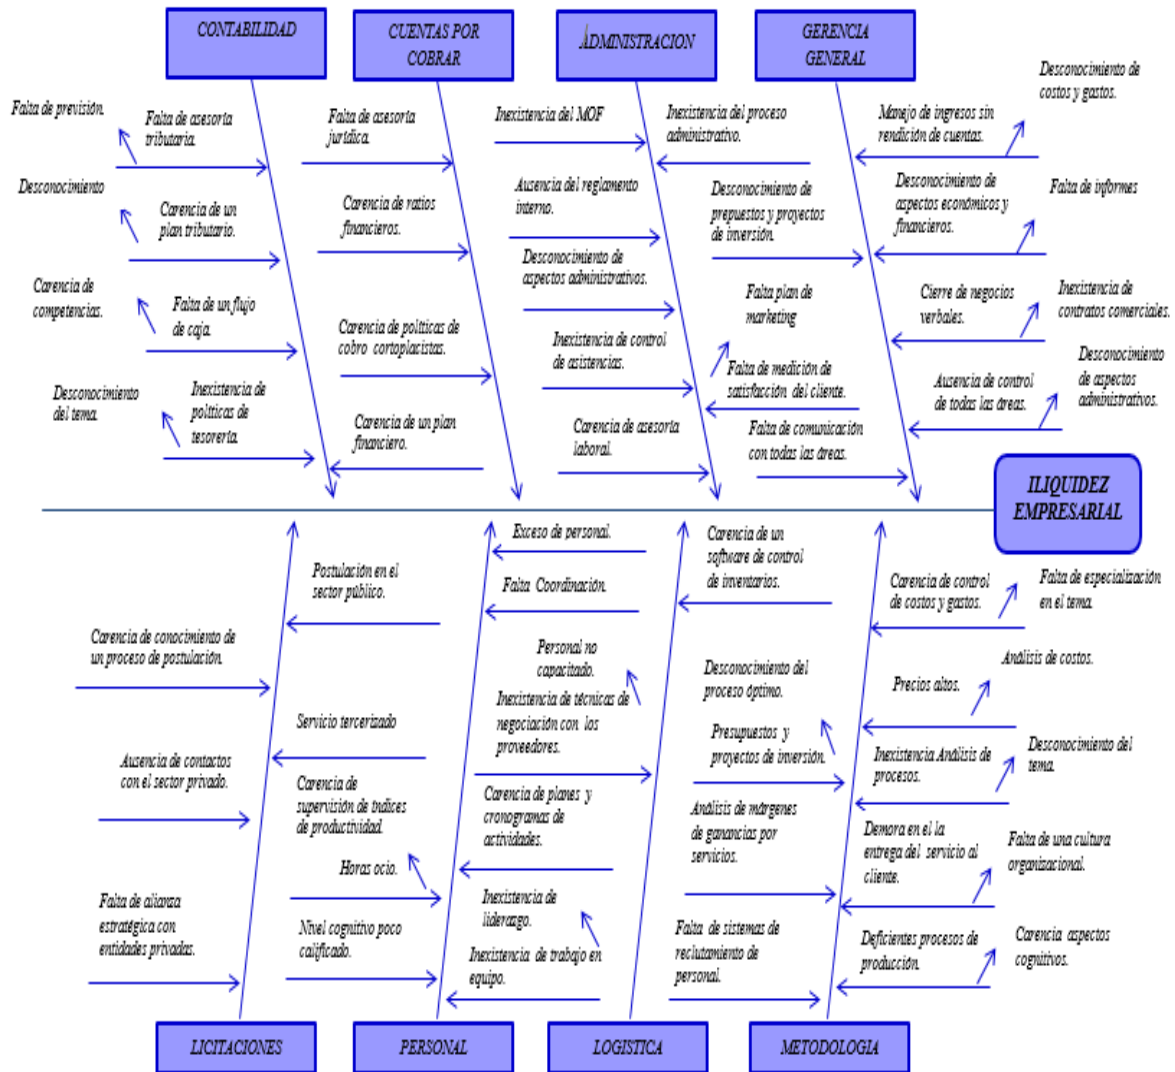 CONTABILIDAD
CUENTAS POR
COBRAR
ADMINISTRACION
GERENCIA
GENERAL
Falta de previsión.
Falta de asesoría
tributaria.
Desconocimiento
Carencia de un
plan tributario.
Carencia de
competencias.
Falta de un flujo
de caja.
Desconocimiento
del tema.
Inexistencia de
políticas de
tesorería.
Falta de asesoría
jurídica.
Carencia de ratios
financieros.
Carencia de políticas de
cobro cortoplacistas.
Carencia de un plan
financiero.
Inexistencia del MOF
Ausencia del reglamento
interno.
Desconocimiento de
aspectos administrativos.
Inexistencia de control
de asistencias.
Carencia de asesoría
laboral.
Inexistencia del proceso
administrativo.
Desconocimiento de
prepuestos y proyectos
de inversión.
Falta plan de
marketing
Falta de medición de
satisfacción del cliente.
Falta de comunicación
con todas las áreas.
Manejo de ingresos sin
rendición de cuentas.
Desconocimiento de
costos y gastos.
Desconocimiento de
aspectos económicos y
financieros.
Falta de informes
Cierre de negocios
verbales.
Inexistencia de
contratos comerciales.
Ausencia de control
de todas las áreas.
Desconocimiento
de aspectos
administrativos.
ILIQUIDEZ
EMPRESARIAL
Postulación en el
sector público.
Carencia de conocimiento de
un proceso de postulación.
Servicio tercerizado
Ausencia de contactos
con el sector privado.
Falta de alianza
estratégica con
entidades privadas.
Exceso de personal.
Falta Coordinación.
Carencia de
supervisión de índices
de productividad.
Horas ocio.
Nivel cognitivo poco
calificado.
Personal no
capacitado.
Inexistencia de técnicas de
negociación con los
proveedores.
Carencia de planes y
cronogramas de
actividades.
Inexistencia de
liderazgo.
Inexistencia de trabajo en
equipo.
Carencia de un
software de control
de inventarios.
Desconocimiento del
proceso óptimo.
Presupuestos y
proyectos de inversión.
Análisis de márgenes
de ganancias por
servicios.
Falta de sistemas de
reclutamiento de
personal.
Carencia de control
de costos y gastos.
Falta de especialización
en el tema.
Precios altos.
Análisis de costos.
Inexistencia Análisis de
procesos.
Desconocimiento del
tema.
Demora en el la
entrega del servicio al
cliente.
Falta de una cultura
organizacional.
Deficientes procesos de
producción.
Carencia aspectos
cognitivos.
LICITACIONES
PERSONAL
LOGISTICA
METODOLOGIA